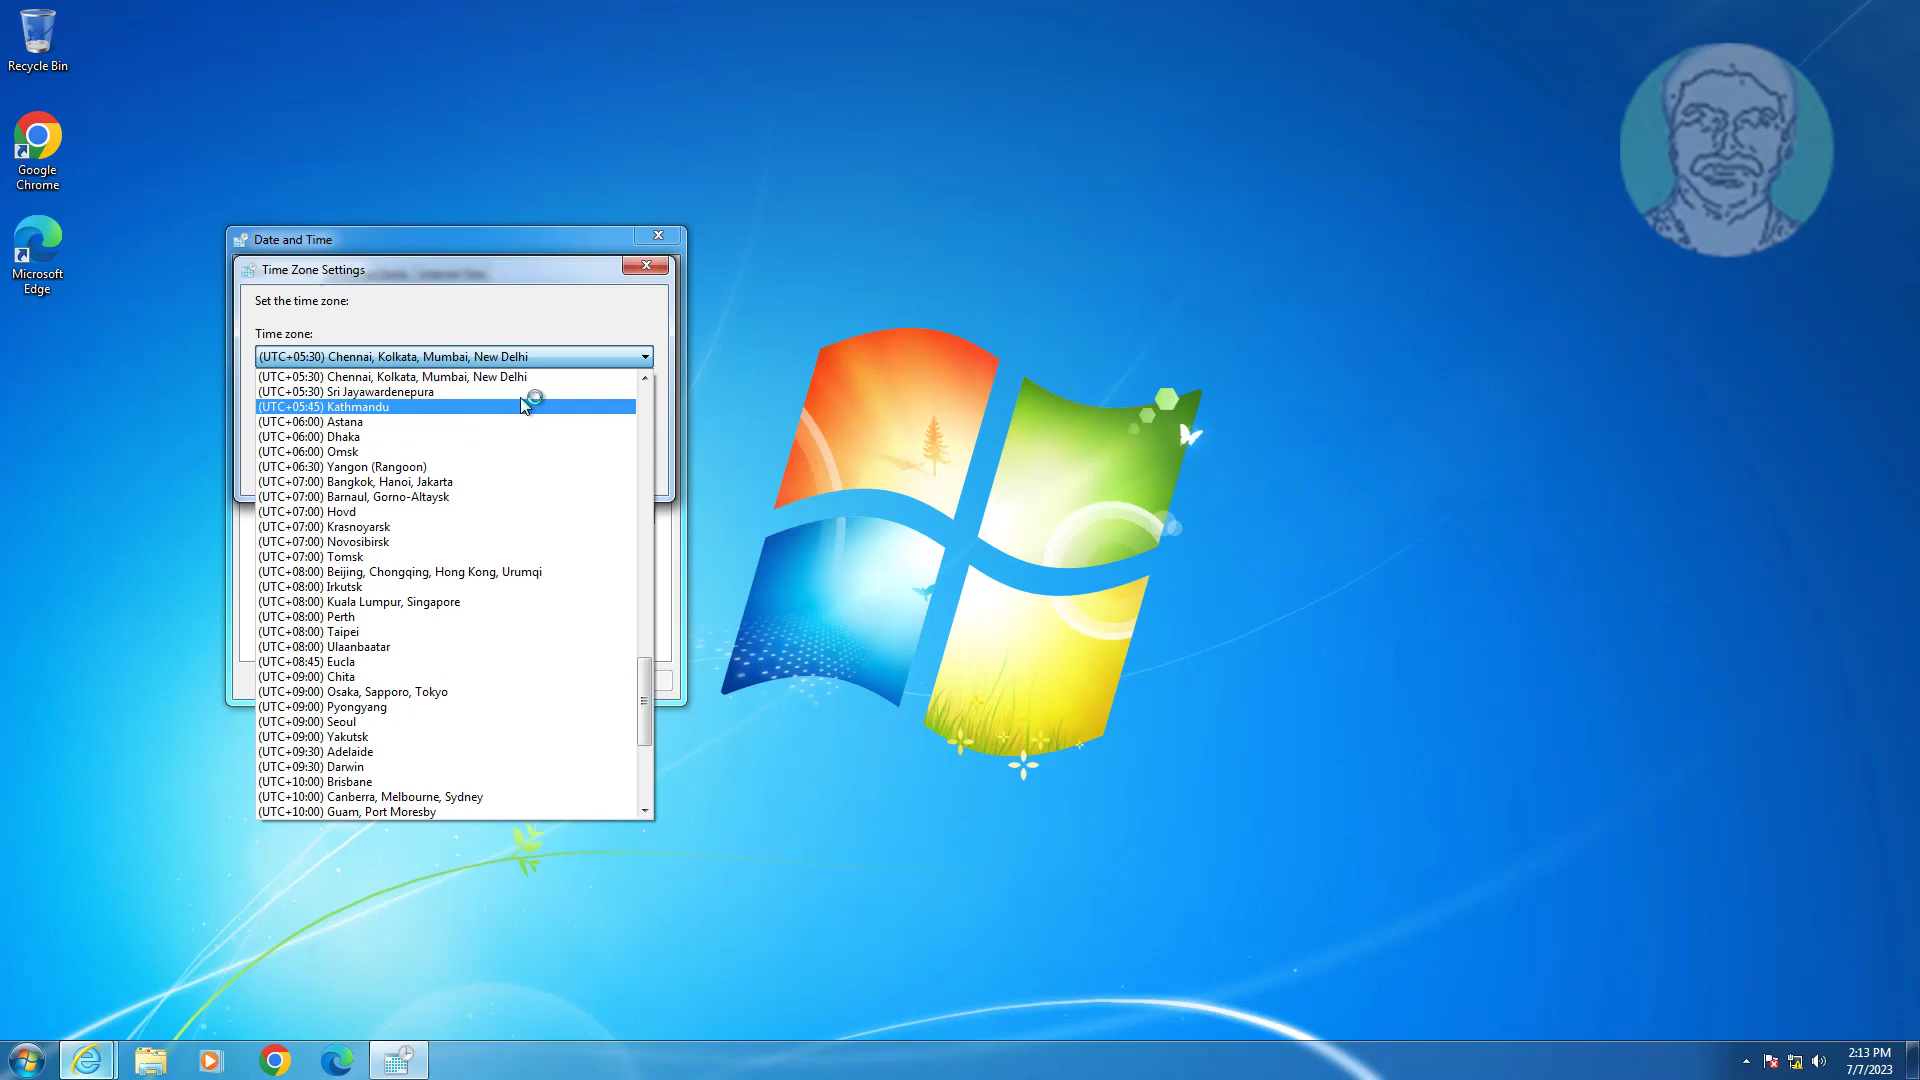 Recycle Bin
Google
Chrome
Microsoft
Edge
Date and Time
Time Zone Settings
Set the time zone:
Time zone:
(UTC+05:30) Chennai, Kolkata, Mumbai, New Delhi
(UTC+05:30) Chennai, Kolkata, Mumbai, New Delhi
(UTC+05:30) Sri Jayawardenepura
(UTC+05:45) Kathmandu
(UTC+06:00) Astana
(UTC+06:00) Dhaka
(UTC+06:00) Omsk
(UTC+06:30) Yangon (Rangoon)
(UTC+07:00) Bangkok, Hanoi, Jakarta
(UTC+07:00) Barnaul, Gorno-Altaysk
(UTC+07:00) Hovd
(UTC+07:00) Krasnoyarsk
(UTC+07:00) Novosibirsk
(UTC+07:00) Tomsk
(UTC+08:00) Beijing, Chongqing, Hong Kong, Urumqi
(UTC+08:00) Irkutsk
(UTC+08:00) Kuala Lumpur, Singapore
(UTC+08:00) Perth
(UTC+08:00) Taipei
(UTC+08:00) Ulaanbaatar
(UTC+08:45) Eucla
(UTC+09:00) Chita
(UTC+09:00) Osaka, Sapporo, Tokyo
(UTC+09:00) Pyongyang
(UTC+09:00) Seoul
(UTC+09:00) Yakutsk
(UTC+09:30) Adelaide
(UTC+09:30) Darwin
(UTC+10:00) Brisbane
(UTC+10:00) Canberra, Melbourne, Sydney
(UTC+10:00) Guam, Port Moresby
2:13 PM
7/7/2023